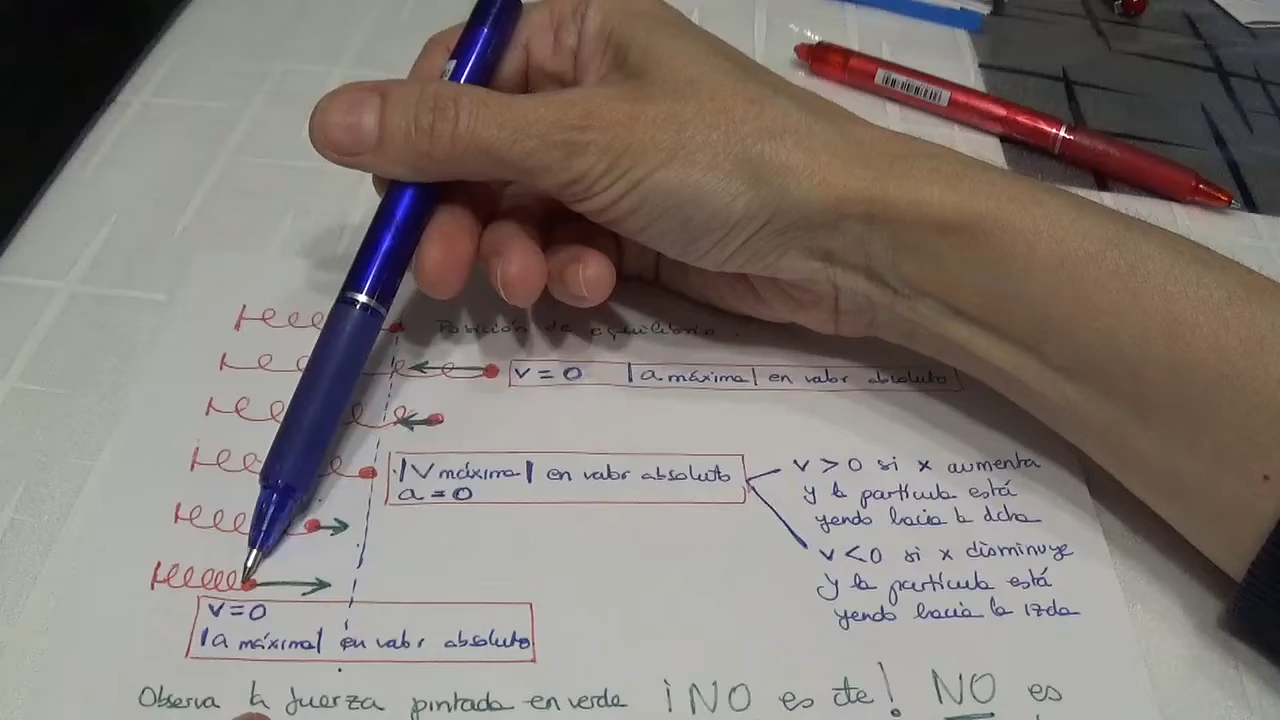 Posición de equilibrio.
v = 0 |a máxima| en valor absoluto
|V máxima| en valor absoluto
a = 0
v > 0 si x aumenta
y la partícula está
yendo hacia la dcha
v < 0 si x disminuye
y la partícula está
yendo hacia la izda
v = 0
|a máxima| en valor absoluto
Observa la fuerza pintada en verde ¡NO es de! NO es